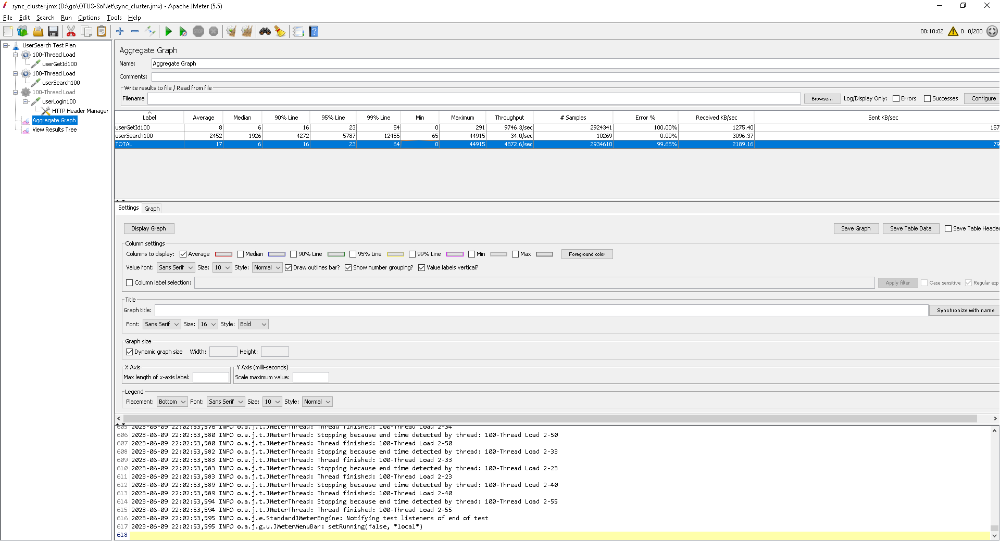 sync_cluster.jmx (D:\go\OTUS-SoNet\sync_cluster.jmx) - Apache JMeter (5.5)
File Edit Search Run Options Tools Help
00:10:02 0 0/200
UserSearch Test Plan
100-Thread Load
userGetId100
100-Thread Load
userSearch100
100-Thread Load
userLogin100
HTTP Header Manager
Aggregate Graph
View Results Tree
Aggregate Graph
Name: Aggregate Graph
Comments:
Write results to file / Read from file
Filename Browse... Log/Display Only: Errors Successes Configure
Label Average Median 90% Line 95% Line 99% Line Min Maximum Throughput # Samples Error % Received KB/sec Sent KB/sec
userGetId100 8 6 16 23 54 0 291 9746.3/sec 2924341 100.00% 1275.40 157
userSearch100 2452 1926 4272 5787 12455 65 44915 34.0/sec 10269 0.00% 3096.37
TOTAL 17 6 16 23 64 0 44915 4872.6/sec 2934610 99.65% 2189.16 79
Settings Graph
Display Graph Save Graph Save Table Data Save Table Header
Column settings
Columns to display: Average Median 90% Line 95% Line 99% Line Min Max Foreground color
Value font: Sans Serif Size: 10 Style: Normal Draw outlines bar? Show number grouping? Value labels vertical?
Column label selection: Apply filter Case sensitive Regular exp
Title
Graph title: Synchronize with name
Font: Sans Serif Size: 16 Style: Bold
Graph size
Dynamic graph size Width: Height:
X Axis Y Axis (milli-seconds)
Max length of x-axis label: Scale maximum value:
Legend
Placement: Bottom Font: Sans Serif Size: 10 Style: Normal
605 2023-06-09 22:02:53,576 INFO o.a.j.t.JMeterThread: Thread finished: 100-Thread Load 2-34
606 2023-06-09 22:02:53,580 INFO o.a.j.t.JMeterThread: Stopping because end time detected by thread: 100-Thread Load 2-50
607 2023-06-09 22:02:53,580 INFO o.a.j.t.JMeterThread: Thread finished: 100-Thread Load 2-50
608 2023-06-09 22:02:53,582 INFO o.a.j.t.JMeterThread: Stopping because end time detected by thread: 100-Thread Load 2-33
609 2023-06-09 22:02:53,583 INFO o.a.j.t.JMeterThread: Thread finished: 100-Thread Load 2-33
610 2023-06-09 22:02:53,583 INFO o.a.j.t.JMeterThread: Stopping because end time detected by thread: 100-Thread Load 2-23
611 2023-06-09 22:02:53,583 INFO o.a.j.t.JMeterThread: Thread finished: 100-Thread Load 2-23
612 2023-06-09 22:02:53,589 INFO o.a.j.t.JMeterThread: Stopping because end time detected by thread: 100-Thread Load 2-40
613 2023-06-09 22:02:53,589 INFO o.a.j.t.JMeterThread: Thread finished: 100-Thread Load 2-40
614 2023-06-09 22:02:53,594 INFO o.a.j.t.JMeterThread: Stopping because end time detected by thread: 100-Thread Load 2-55
615 2023-06-09 22:02:53,594 INFO o.a.j.t.JMeterThread: Thread finished: 100-Thread Load 2-55
616 2023-06-09 22:02:53,595 INFO o.a.j.e.StandardJMeterEngine: Notifying test listeners of end of test
617 2023-06-09 22:02:53,595 INFO o.a.j.g.u.JMeterMenuBar: setRunning(false, *local*)
618